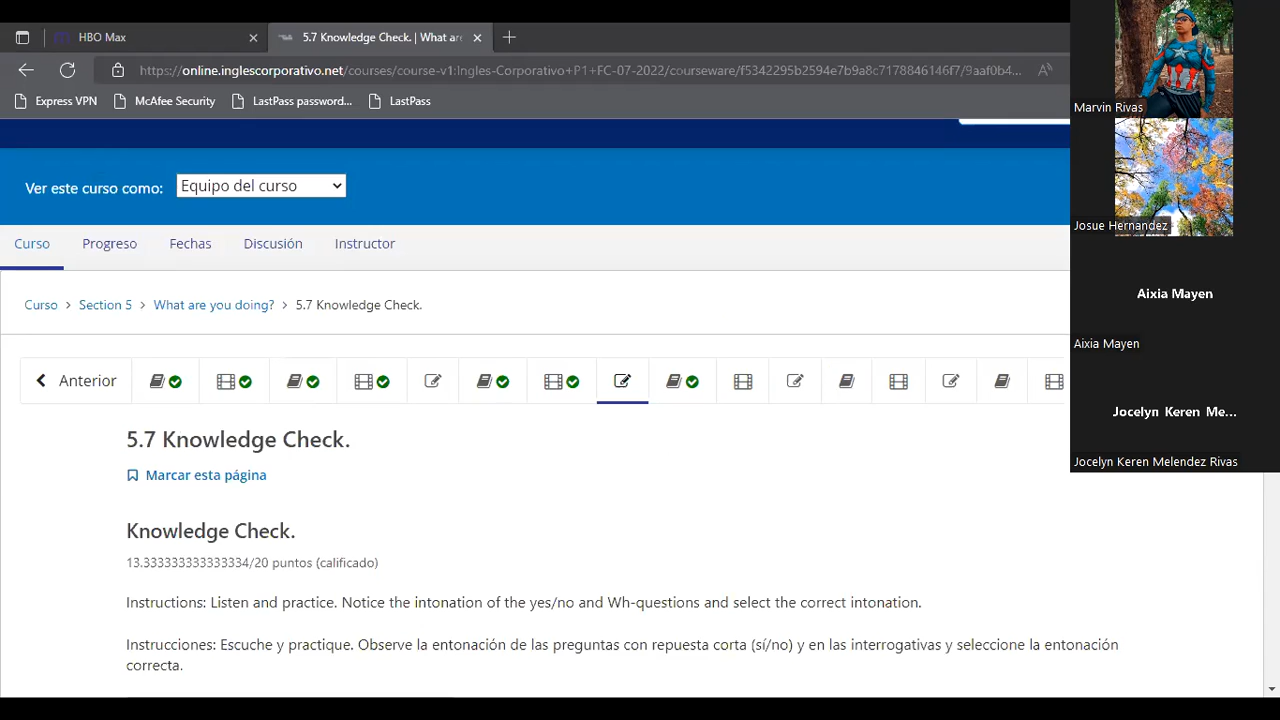 HBO Max
5.7 Knowledge Check. | What are
https://online.inglescorporativo.net/courses/course-v1:Ingles-Corporativo+P1+FC-07-2022/courseware/f5342295b2594e7b9a8c7178846146f7/9aaf0b4...
Express VPN
McAfee Security
LastPass password...
LastPass
Ver este curso como:
Equipo del curso
Curso
Progreso
Fechas
Discusión
Instructor
Curso > Section 5 > What are you doing? > 5.7 Knowledge Check.
Anterior
5.7 Knowledge Check.
Marcar esta página
Knowledge Check.
13.333333333333334/20 puntos (calificado)
Instructions: Listen and practice. Notice the intonation of the yes/no and Wh-questions and select the correct intonation.
Instrucciones: Escuche y practique. Observe la entonación de las preguntas con repuesta corta (sí/no) y en las interrogativas y seleccione la entonación
correcta.
Marvin Rivas
Josue Hernandez
Aixia Mayen
Aixia Mayen
Jocelyn Keren Me...
Jocelyn Keren Melendez Rivas